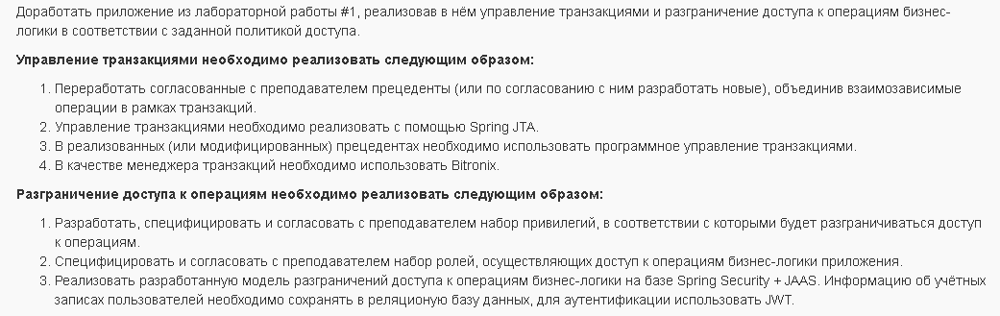 Доработать приложение из лабораторной работы #1, реализовав в нём управление транзакциями и разграничение доступа к операциям бизнес-
логики в соответствии с заданной политикой доступа.
Управление транзакциями необходимо реализовать следующим образом:
1. Переработать согласованные с преподавателем прецеденты (или по согласованию с ним разработать новые), объединив взаимозависимые
операции в рамках транзакций.
2. Управление транзакциями необходимо реализовать с помощью Spring JTA.
3. В реализованных (или модифицированных) прецедентах необходимо использовать программное управление транзакциями.
4. В качестве менеджера транзакций необходимо использовать Bitronix.
Разграничение доступа к операциям необходимо реализовать следующим образом:
1. Разработать, специфицировать и согласовать с преподавателем набор привилегий, в соответствии с которыми будет разграничиваться доступ
к операциям.
2. Специфицировать и согласовать с преподавателем набор ролей, осуществляющих доступ к операциям бизнес-логики приложения.
3. Реализовать разработанную модель разграничений доступа к операциям бизнес-логики на базе Spring Security + JAAS. Информацию об учётных
записах пользователей необходимо сохранять в реляционую базу данных, для аутентификации использовать JWT.